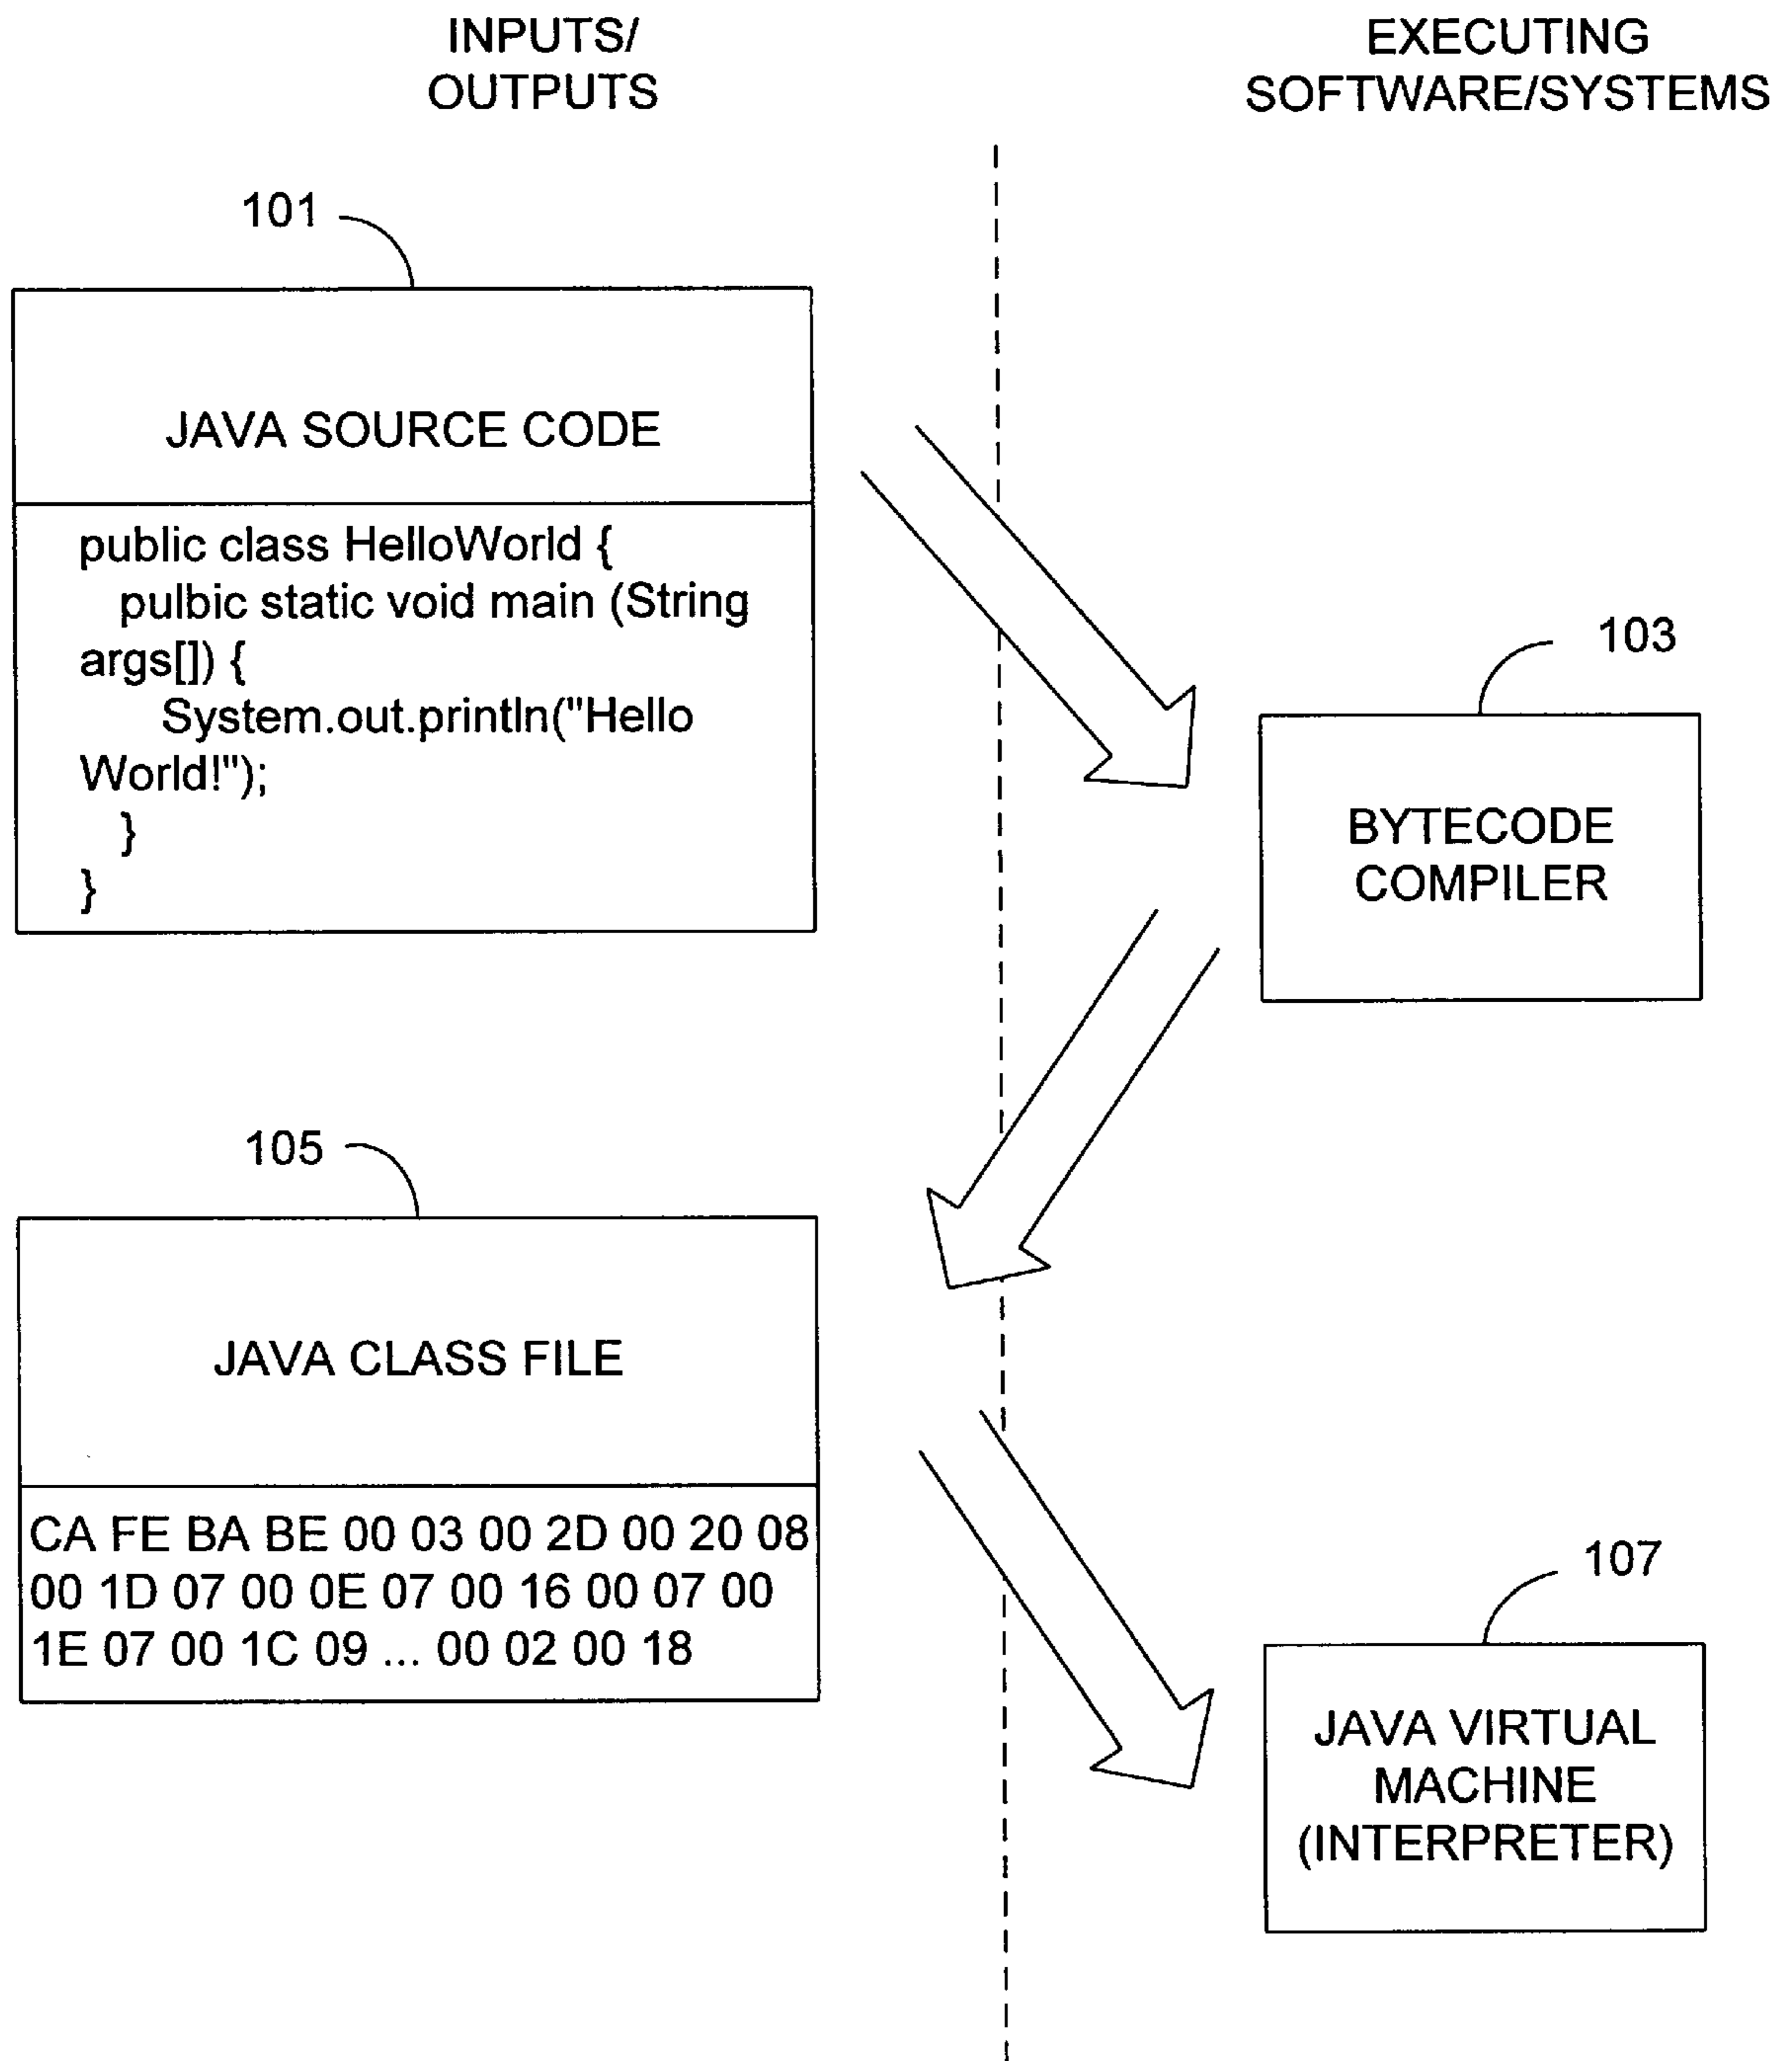 INPUTS/
OUTPUTS
EXECUTING
SOFTWARE/SYSTEMS
101
JAVA SOURCE CODE
public class HelloWorld {
pulbic static void main (String
args[]) {
System.out.println("Hello
World!");
}
}
103
BYTECODE
COMPILER
105
JAVA CLASS FILE
CA FE BA BE 00 03 00 2D 00 20 08
00 1D 07 00 0E 07 00 16 00 07 00
1E 07 00 1C 09 ... 00 02 00 18
107
JAVA VIRTUAL
MACHINE
(INTERPRETER)